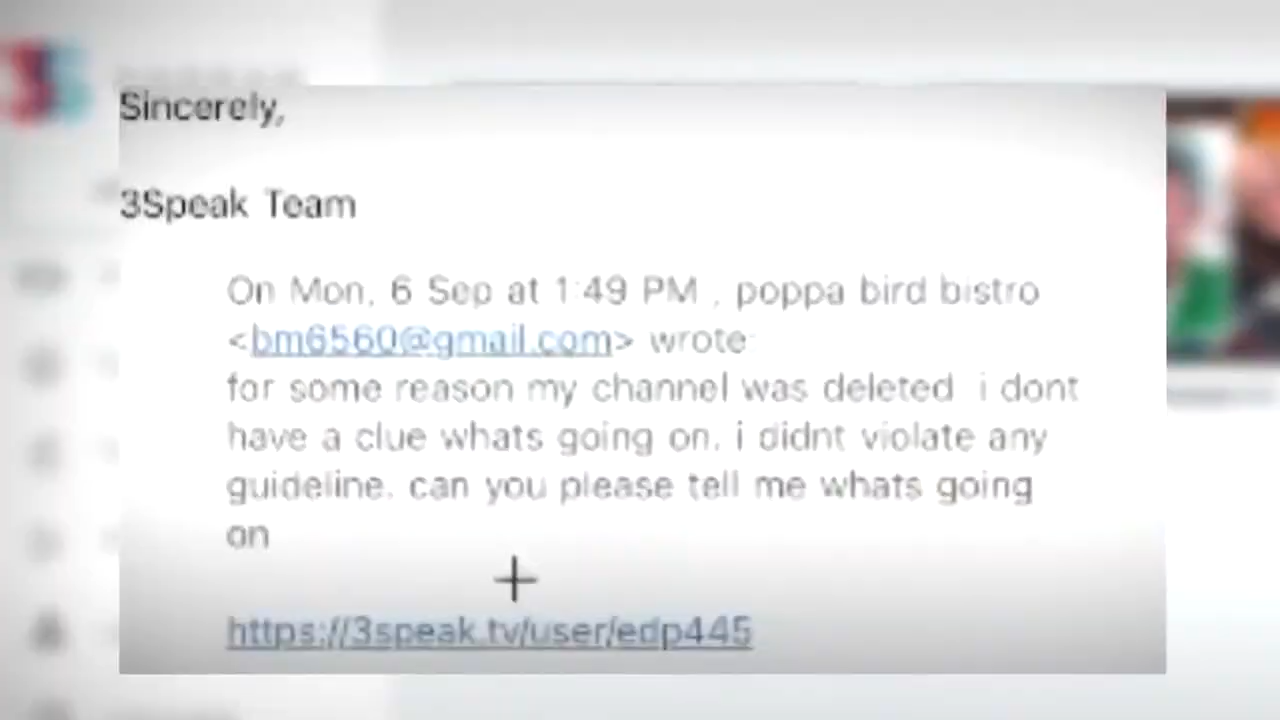 Sincerely,
3Speak Team
On Mon, 6 Sep at 1:49 PM , poppa bird bistro
<bm6560@gmail.com> wrote:
for some reason my channel was deleted i dont
have a clue whats going on. i didnt violate any
guideline. can you please tell me whats going
on
https://3speak.tv/user/edp445